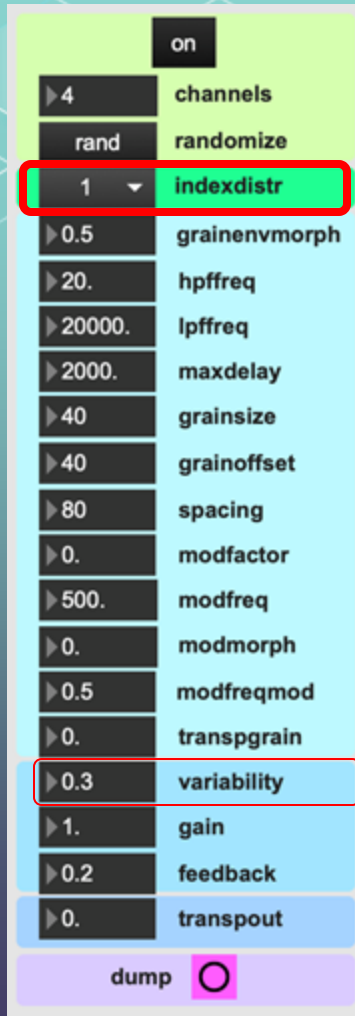 on
4 channels
rand randomize
1 indexdistr
0.5 grainenvmorph
20. hpffreq
20000. lpffreq
2000. maxdelay
40 grainsize
40 grainoffset
80 spacing
0. modfactor
500. modfreq
0. modmorph
0.5 modfreqmod
0. transpgrain
0.3 variability
1. gain
0.2 feedback
0. transpout
dump